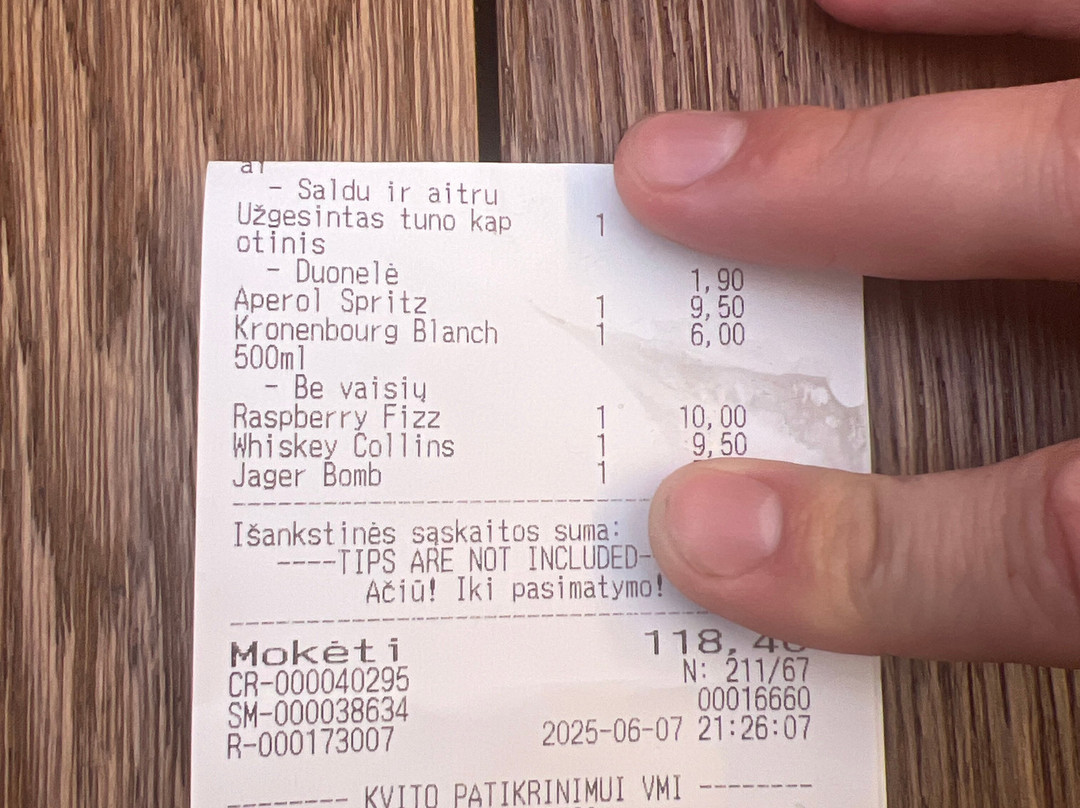 - Saldu ir aitru
Užgesintas tuno kap 1
otinis
- Duonelė 1,90
Aperol Spritz 1 9,50
Kronenbourg Blanch 1 6,00
500ml
- Be vaisių
Raspberry Fizz 1 10,00
Whiskey Collins 1 9,50
Jager Bomb 1
Išankstinės sąskaitos suma:
----TIPS ARE NOT INCLUDED-
Ačiū! Iki pasimatymo!
Mokėti
CR-000040295 N: 211/67
SM-000038634 00016660
R-000173007 2025-06-07 21:26:07
-------- KVITO PATIKRINIMUI VMI --------